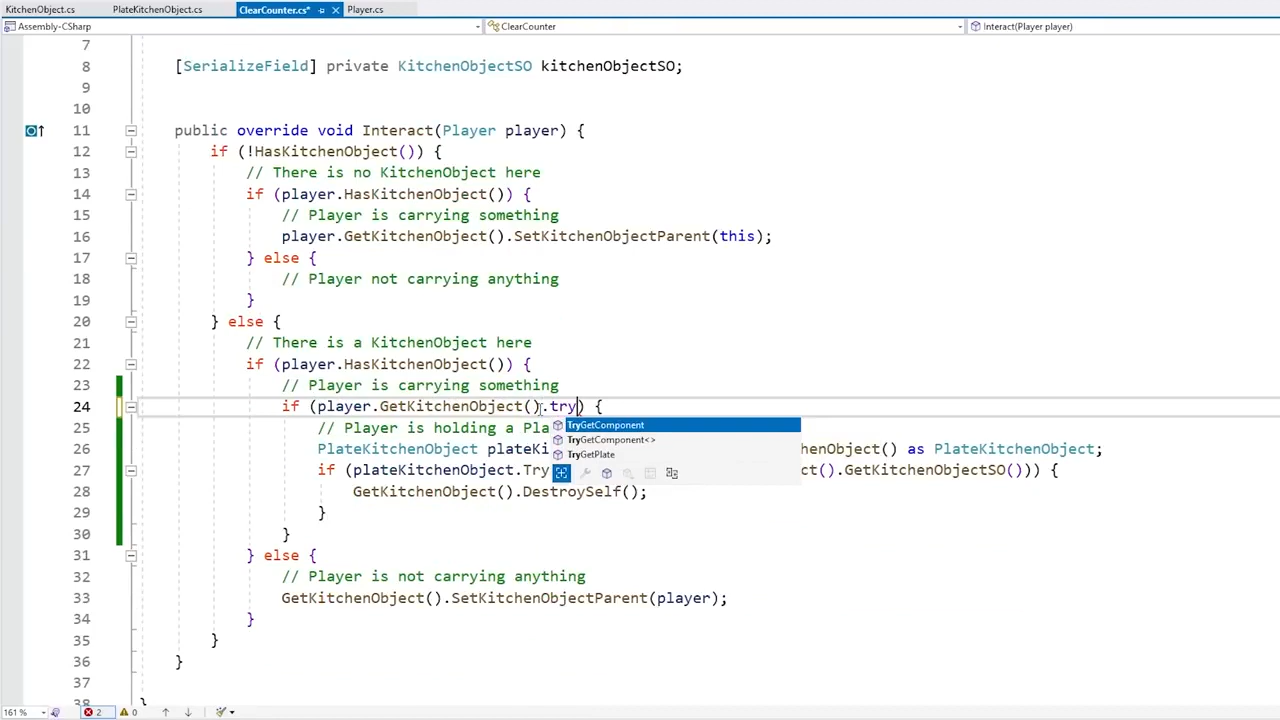 KitchenObject.cs PlateKitchenObject.cs ClearCounter.cs* Player.cs
Assembly-CSharp ClearCounter Interact(Player player)
7
8 [SerializeField] private KitchenObjectSO kitchenObjectSO;
9
10
11 public override void Interact(Player player) {
12 if (!HasKitchenObject()) {
13 // There is no KitchenObject here
14 if (player.HasKitchenObject()) {
15 // Player is carrying something
16 player.GetKitchenObject().SetKitchenObjectParent(this);
17 } else {
18 // Player not carrying anything
19 }
20 } else {
21 // There is a KitchenObject here
22 if (player.HasKitchenObject()) {
23 // Player is carrying something
24 if (player.GetKitchenObject().try) {
TryGetComponent
25 // Player is holding a Pla
TryGetComponent<>
26 PlateKitchenObject plateKi henObject() as PlateKitchenObject;
TryGetPlate
27 if (plateKitchenObject.Try ct().GetKitchenObjectSO())) {
28 GetKitchenObject().DestroySelf();
29 }
30 }
31 } else {
32 // Player is not carrying anything
33 GetKitchenObject().SetKitchenObjectParent(player);
34 }
35 }
36 }
37
38 }
161 % 2 0